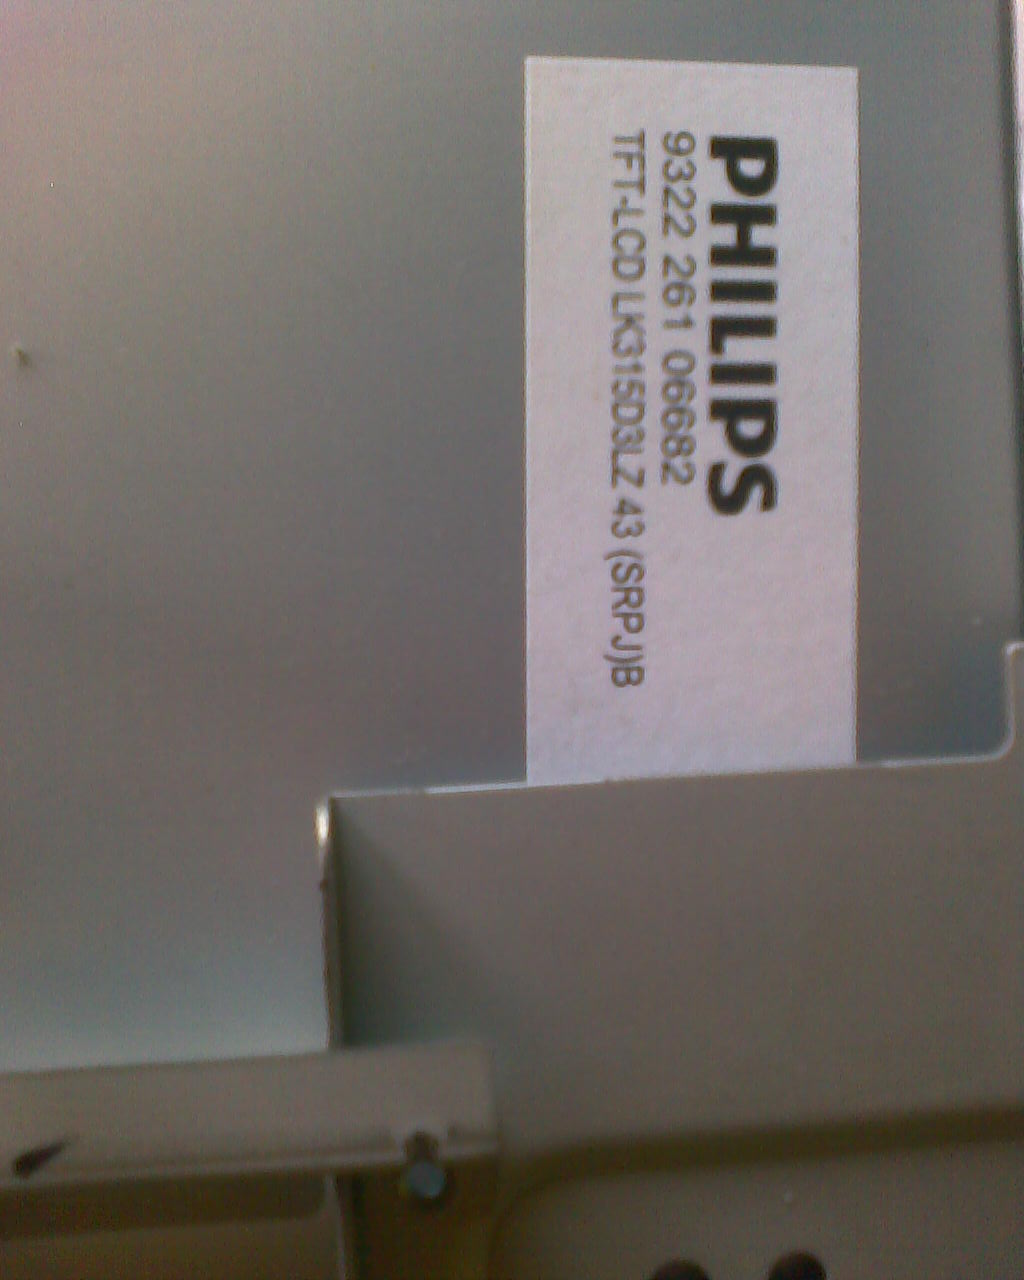 PHILIPS
9322 261 06682
TFT-LCD LK315D3LZ 43 (SRPJ)B